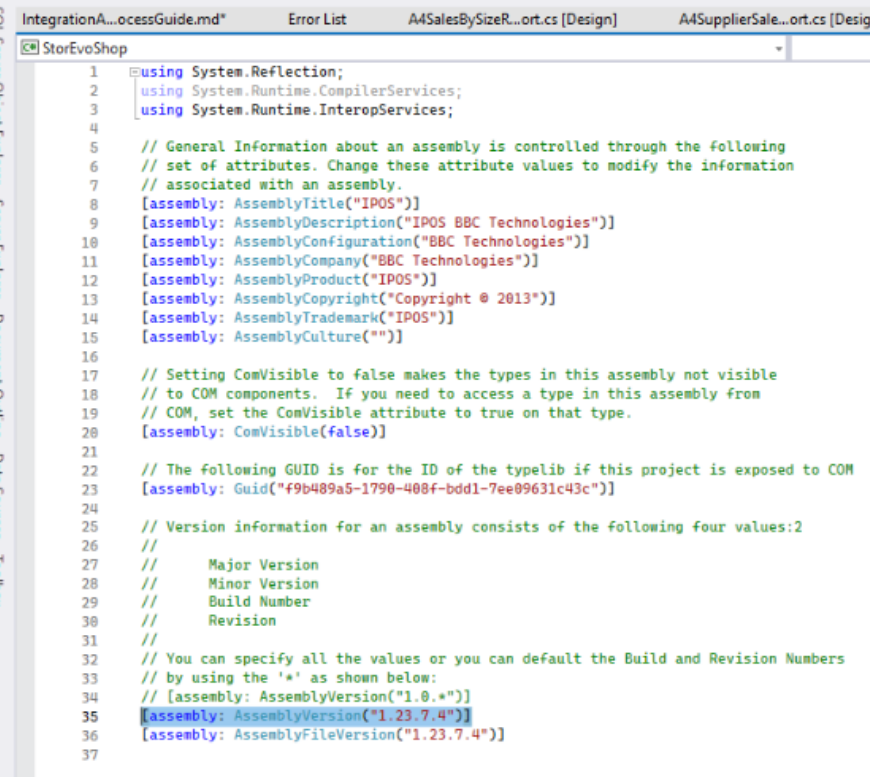 IntegrationA...ocessGuide.md* Error List A4SalesBySizeR...ort.cs [Design] A4SupplierSale...ort.cs [Desig
C# StorEvoShop
1 using System.Reflection;
2 using System.Runtime.CompilerServices;
3 using System.Runtime.InteropServices;
4
5 // General Information about an assembly is controlled through the following
6 // set of attributes. Change these attribute values to modify the information
7 // associated with an assembly.
8 [assembly: AssemblyTitle("IPOS")]
9 [assembly: AssemblyDescription("IPOS BBC Technologies")]
10 [assembly: AssemblyConfiguration("BBC Technologies")]
11 [assembly: AssemblyCompany("BBC Technologies")]
12 [assembly: AssemblyProduct("IPOS")]
13 [assembly: AssemblyCopyright("Copyright © 2013")]
14 [assembly: AssemblyTrademark("IPOS")]
15 [assembly: AssemblyCulture("")]
16
17 // Setting ComVisible to false makes the types in this assembly not visible
18 // to COM components.  If you need to access a type in this assembly from
19 // COM, set the ComVisible attribute to true on that type.
20 [assembly: ComVisible(false)]
21
22 // The following GUID is for the ID of the typelib if this project is exposed to COM
23 [assembly: Guid("f9b489a5-1790-408f-bdd1-7ee09631c43c")]
24
25 // Version information for an assembly consists of the following four values:2
26 //
27 //      Major Version
28 //      Minor Version
29 //      Build Number
30 //      Revision
31 //
32 // You can specify all the values or you can default the Build and Revision Numbers
33 // by using the '*' as shown below:
34 // [assembly: AssemblyVersion("1.0.*")]
35 [assembly: AssemblyVersion("1.23.7.4")]
36 [assembly: AssemblyFileVersion("1.23.7.4")]
37